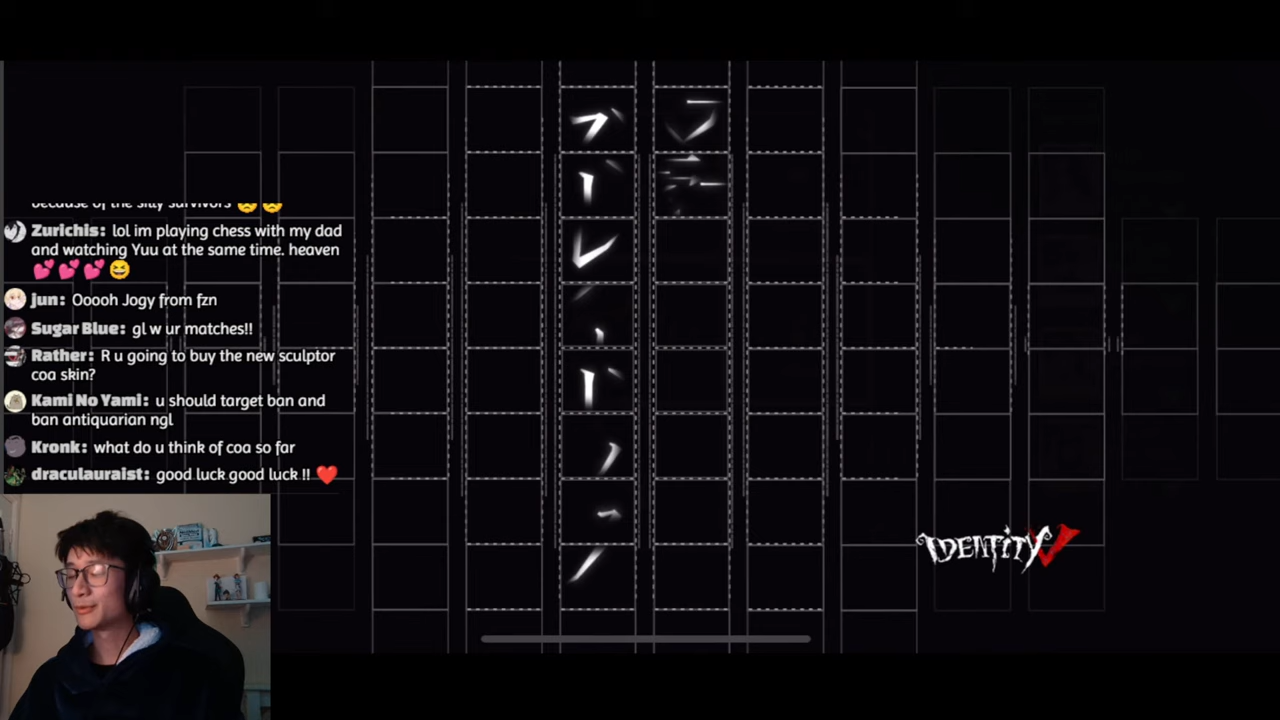 because of the silly survivors 😟 😟
Zurichis: lol im playing chess with my dad
and watching Yuu at the same time. heaven
💕 💕 💕 😆
jun: Ooooh Jogy from fzn
Sugar Blue: gl w ur matches!!
Rather: R u going to buy the new sculptor
coa skin?
Kami No Yami: u should target ban and
ban antiquarian ngl
Kronk: what do u think of coa so far
draculauraist: good luck good luck !! ❤️
IDENTITY V